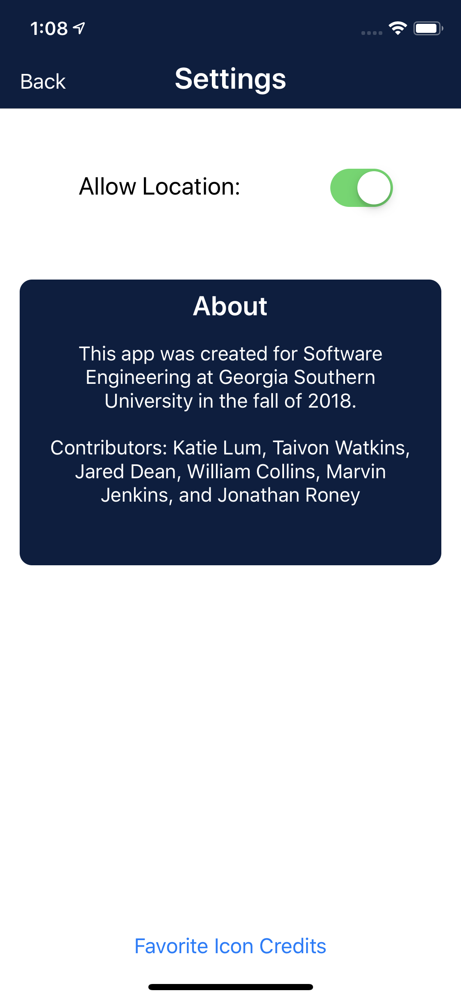 1:08
Back
Settings
Allow Location:
About
This app was created for Software
Engineering at Georgia Southern
University in the fall of 2018.
Contributors: Katie Lum, Taivon Watkins,
Jared Dean, William Collins, Marvin
Jenkins, and Jonathan Roney
Favorite Icon Credits